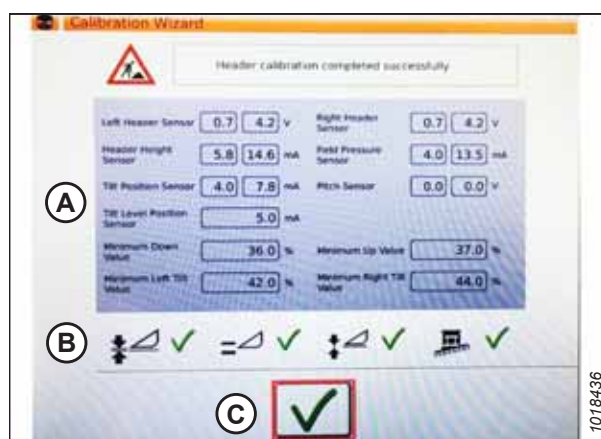 Calibration Wizard
Header calibration completed successfully
Left Header Sensor 0.7 4.2 v Right Header Sensor 0.7 4.2 v
Header Height Sensor 5.8 14.6 mA Field Pressure Sensor 4.0 13.5 mA
Tilt Position Sensor 4.0 7.8 mA Pitch Sensor 0.0 0.0 v
A
Tilt Level Position Sensor 5.0 mA
Minimum Down Value 36.0 % Minimum Up Value 37.0 %
Minimum Left Tilt Value 42.0 % Minimum Right Tilt Value 44.0 %
B
C
1018436